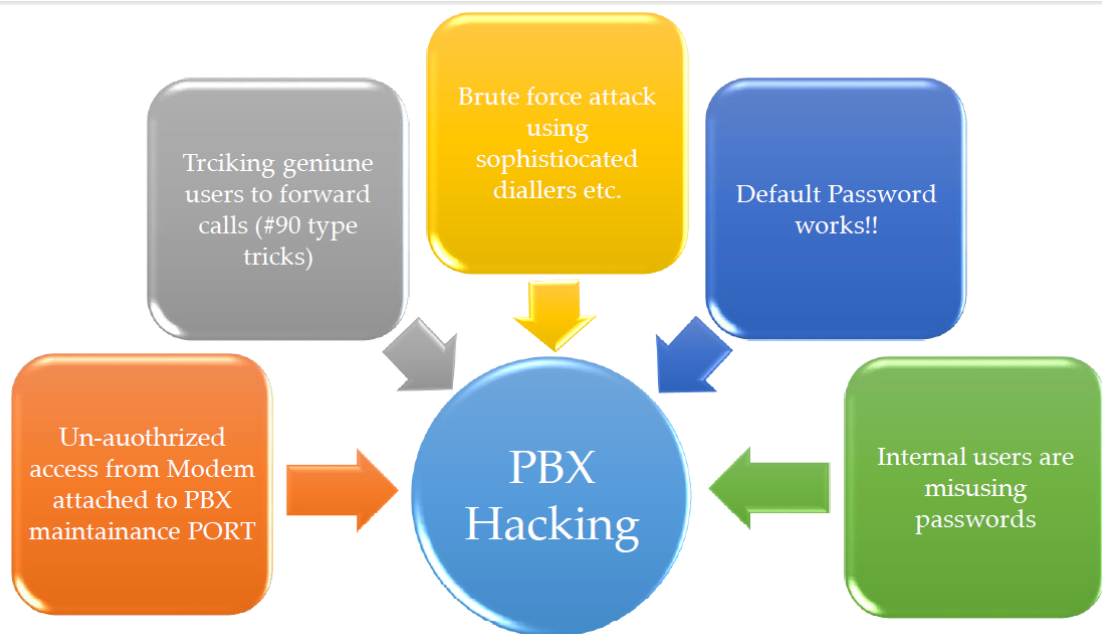 Un-auothrized
access from Modem
attached to PBX
maintainance PORT
Trciking geniune
users to forward
calls (#90 type
tricks)
Brute force attack
using
sophistiocated
diallers etc.
Default Password
works!!
Internal users are
misusing
passwords
PBX
Hacking